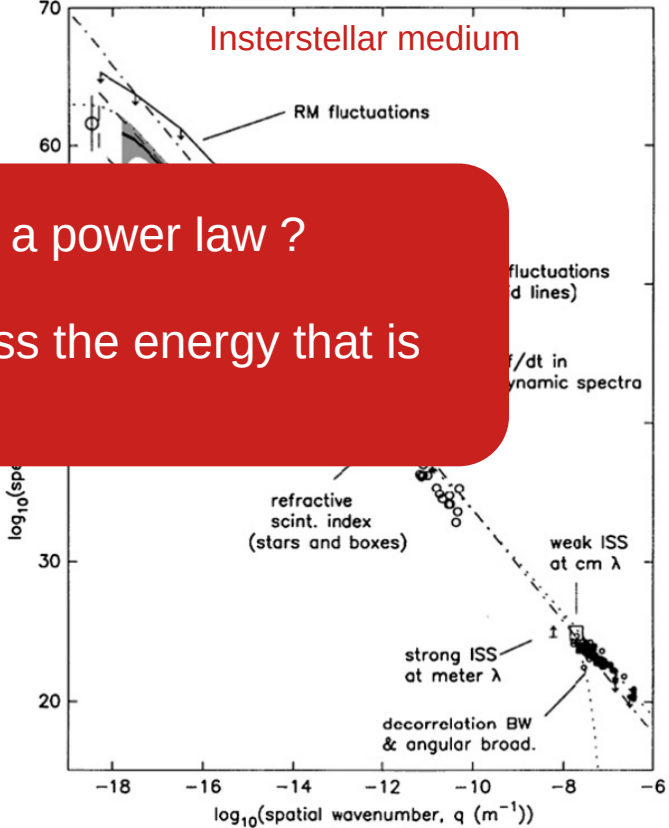 70
Insterstellar medium
RM fluctuations
60
a power law ?
fluctuations
d lines)
ss the energy that is
f/dt in
ynamic spectra
log10(spe
refractive
scint. index
(stars and boxes)
weak ISS
at cm λ
30
strong ISS
at meter λ
20
decorrelation BW
& angular broad.
−18 −16 −14 −12 −10 −8 −6
log10(spatial wavenumber, q (m−1))